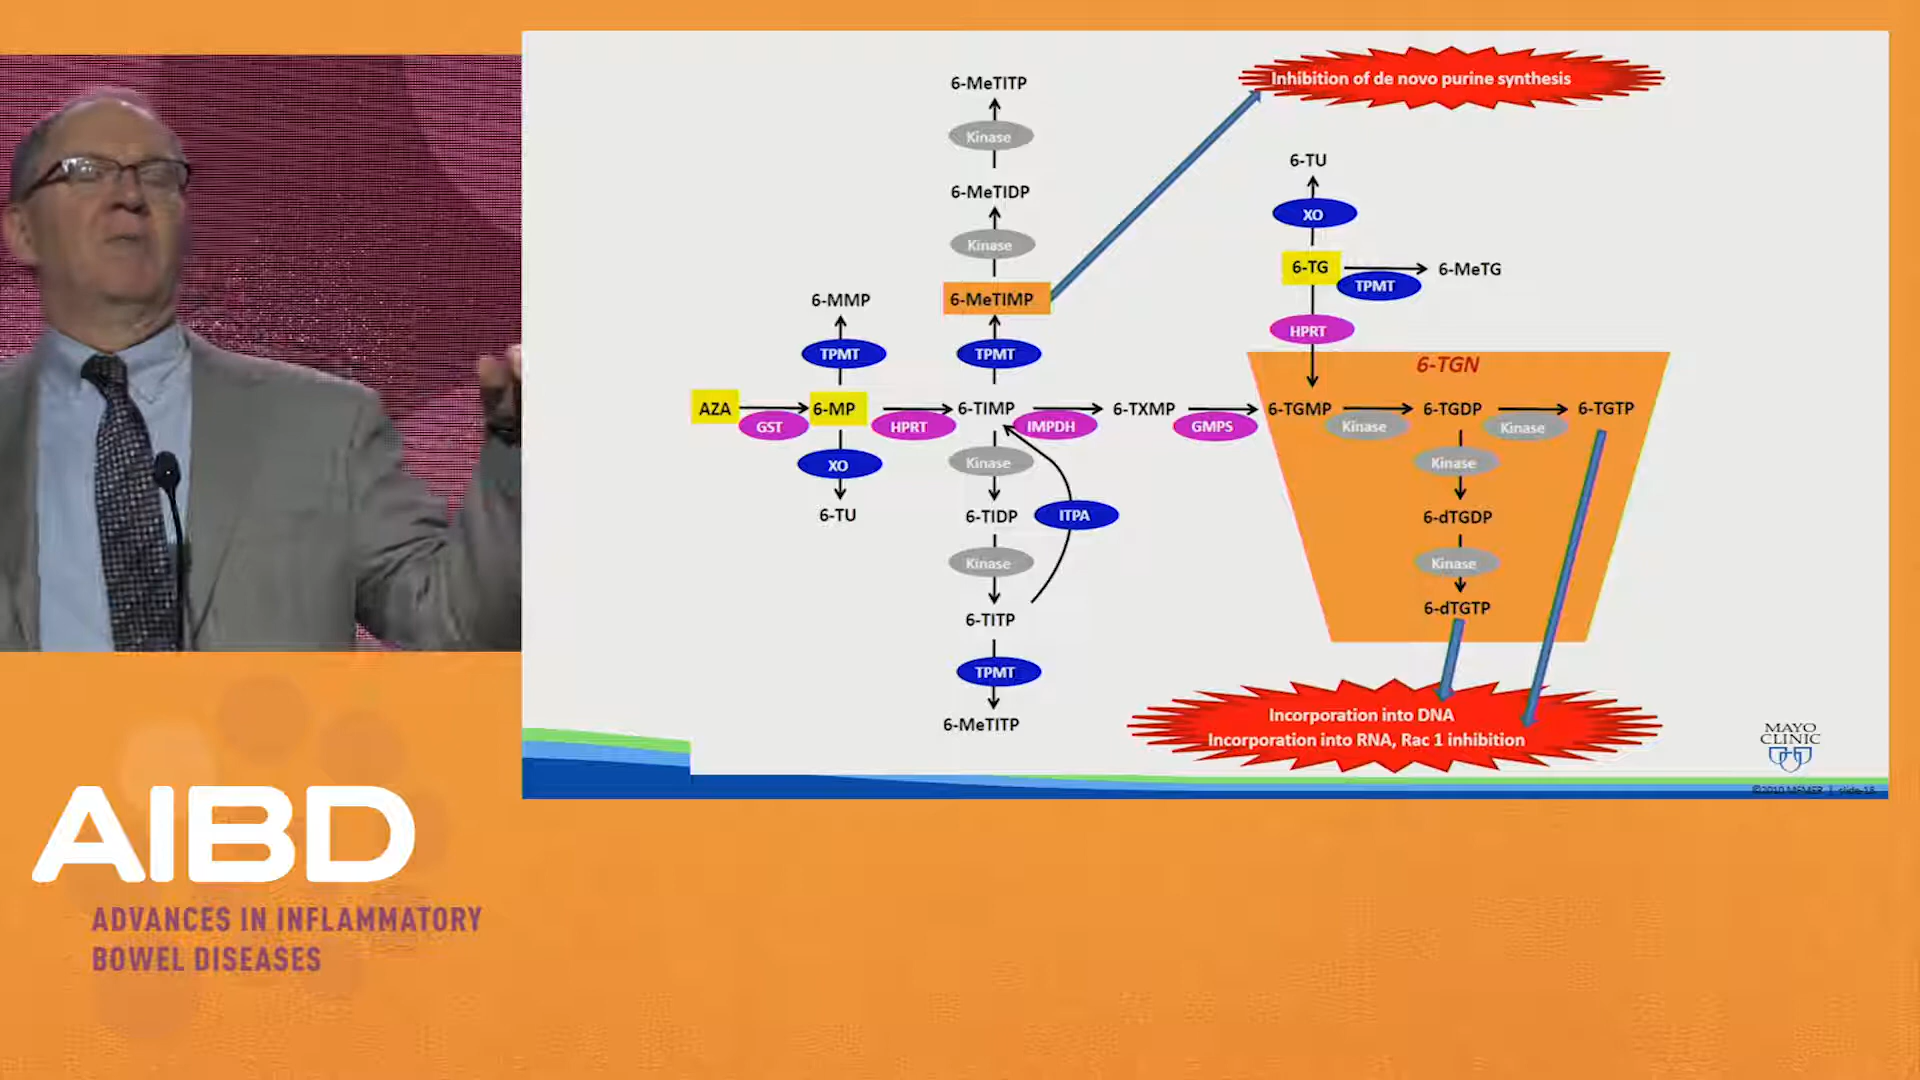 6-MeTITP
Inhibition of de novo purine synthesis
Kinase
6-TU
6-MeTIDP
XO
Kinase
6-TG
6-MeTG
TPMT
6-MMP
6-MeTIMP
HPRT
TPMT
TPMT
6-TGN
AZA
6-MP
6-TIMP
6-TXMP
6-TGMP
6-TGDP
6-TGTP
GST
HPRT
IMPDH
GMPS
Kinase
Kinase
XO
Kinase
Kinase
6-TU
6-TIDP
ITPA
6-dTGDP
Kinase
Kinase
6-TITP
6-dTGTP
TPMT
6-MeTITP
Incorporation into DNA
Incorporation into RNA, Rac 1 inhibition
MAYO
CLINIC
©2010 MFMER | slide-18
AIBD
ADVANCES IN INFLAMMATORY
BOWEL DISEASES